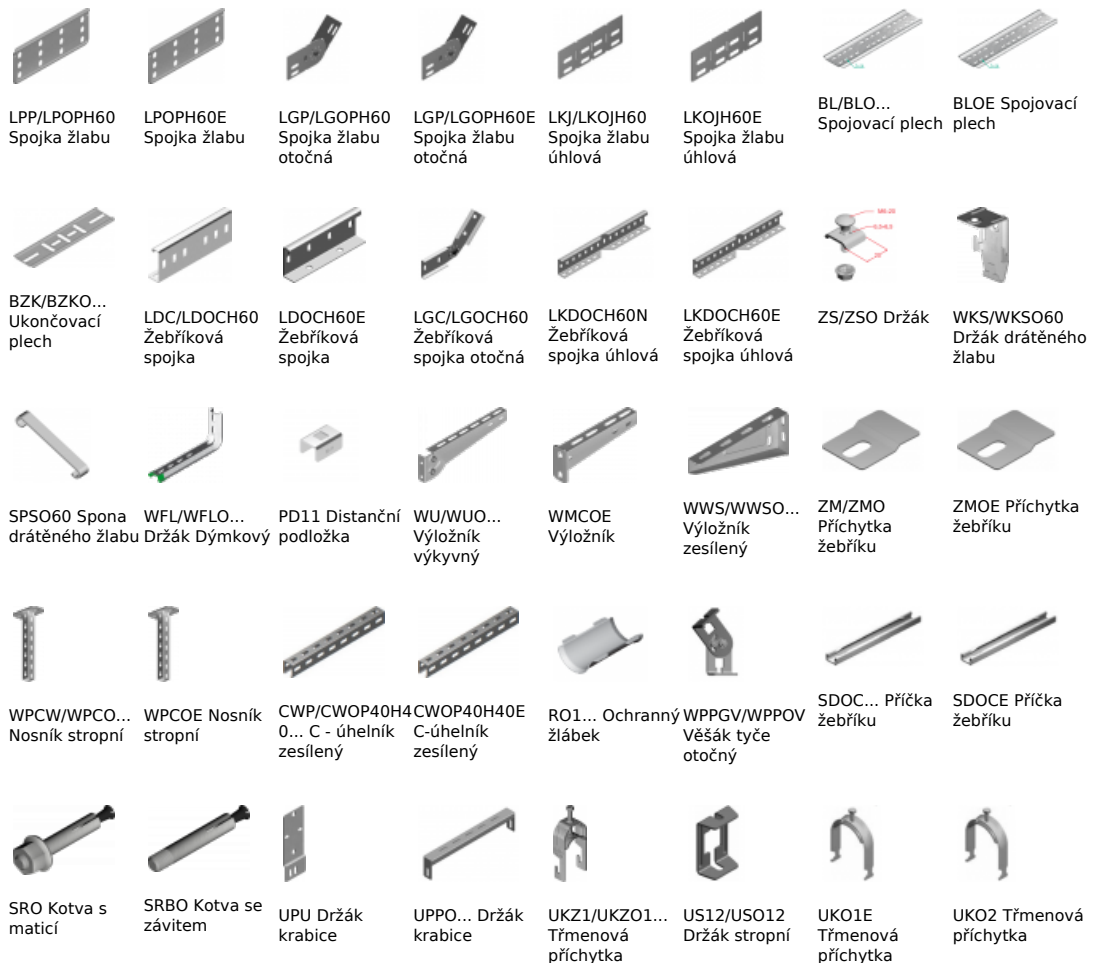 LPP/LPOPH60
Spojka žlabu
LPOPH60E
Spojka žlabu
LGP/LGOPH60
Spojka žlabu
otočná
LGP/LGOPH60E
Spojka žlabu
otočná
LKJ/LKOJH60
Spojka žlabu
úhlová
LKOJH60E
Spojka žlabu
úhlová
BL/BLO...
Spojovací plech
BLOE Spojovací
plech
BZK/BZKO...
Ukončovací
plech
LDC/LDOCH60
Žebříková
spojka
LDOCH60E
Žebříková
spojka
LGC/LGOCH60
Žebříková
spojka otočná
LKDOCH60N
Žebříková
spojka úhlová
LKDOCH60E
Žebříková
spojka úhlová
ZS/ZSO Držák
WKS/WKSO60
Držák drátěného
žlabu
SPSO60 Spona
drátěného žlabu
WFL/WFLO...
Držák Dýmkový
PD11 Distanční
podložka
WU/WUO...
Výložník
výkyvný
WMCOE
Výložník
WWS/WWSO...
Výložník
zesílený
ZM/ZMO
Příchytka
žebříku
ZMOE Příchytka
žebříku
WPCW/WPCO...
Nosník stropní
WPCOE Nosník
stropní
CWP/CWOP40H4
0... C - úhelník
zesílený
CWOP40H40E
C-úhelník
zesílený
RO1... Ochranný
žlábek
WPPGV/WPPOV
Věšák tyče
otočný
SDOC... Příčka
žebříku
SDOCE Příčka
žebříku
SRO Kotva s
maticí
SRBO Kotva se
závitem
UPU Držák
krabice
UPPO... Držák
krabice
UKZ1/UKZO1...
Třmenová
příchytka
US12/USO12
Držák stropní
UKO1E
Třmenová
příchytka
UKO2 Třmenová
příchytka